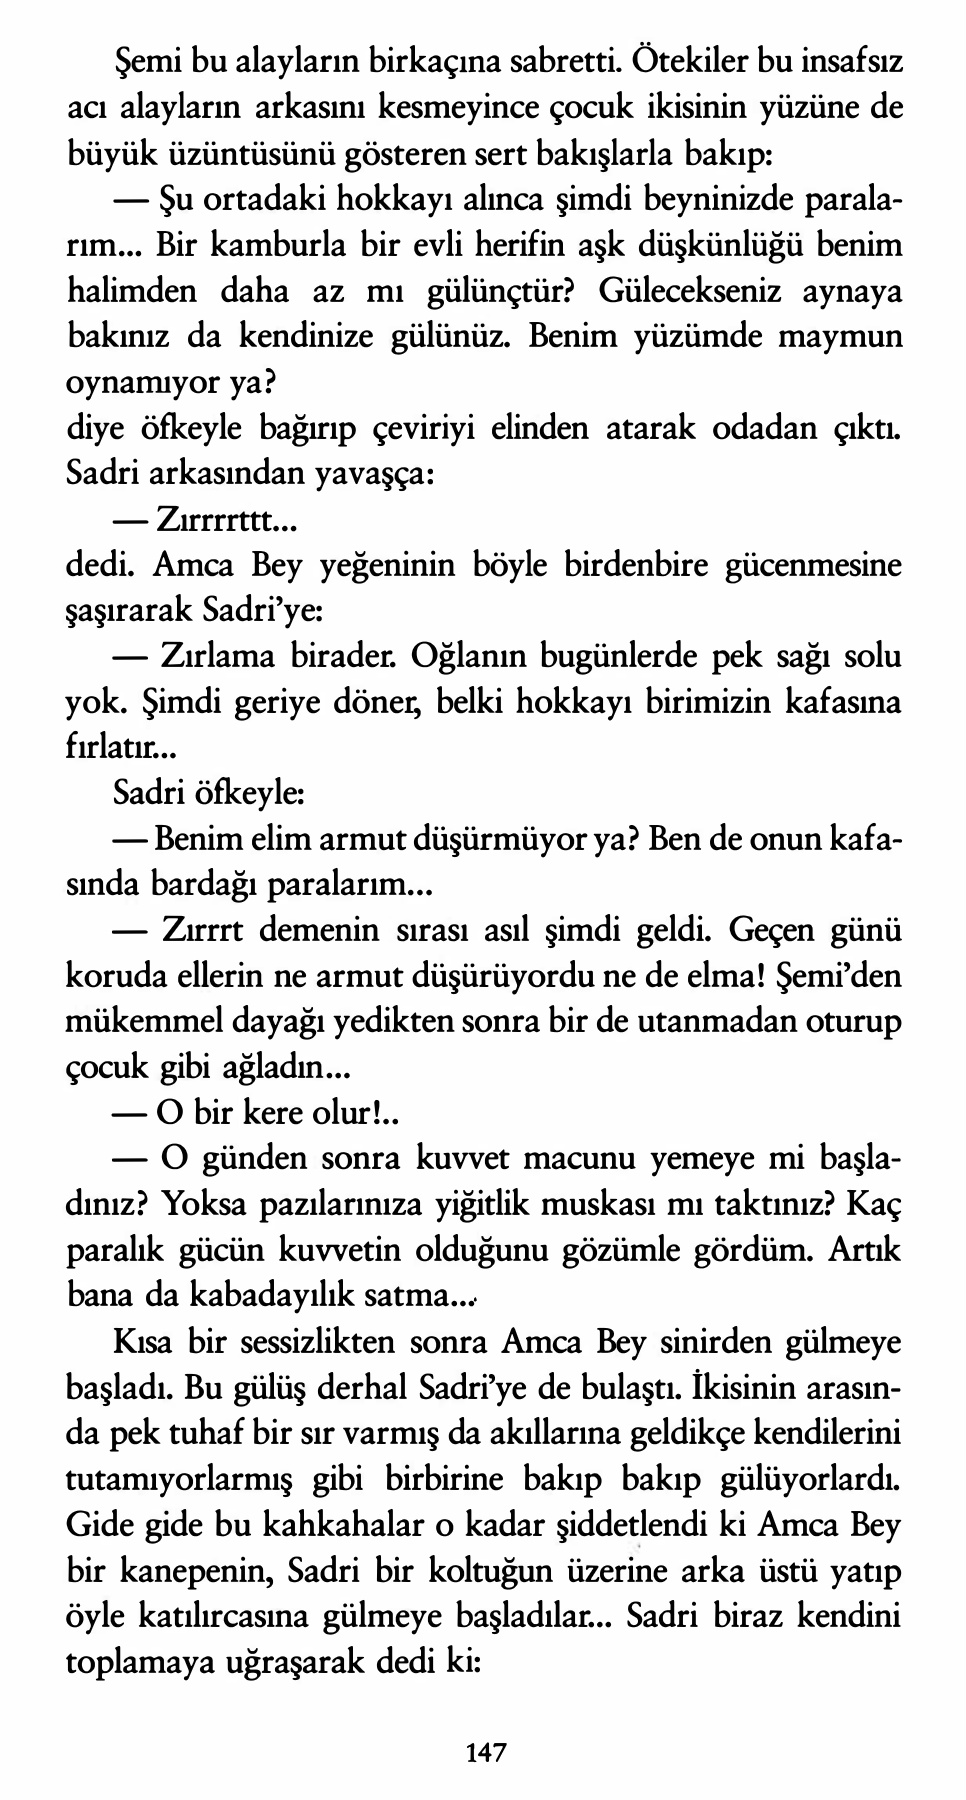 Şemi bu alayların birkaçına sabretti. Ötekiler bu insafsız
acı alayların arkasını kesmeyince çocuk ikisinin yüzüne de
büyük üzüntüsünü gösteren sert bakışlarla bakıp:
— Şu ortadaki hokkayı alınca şimdi beyninizde parala-
rım... Bir kamburla bir evli herifin aşk düşkünlüğü benim
halimden daha az mı gülünçtür? Gülecekseniz aynaya
bakınız da kendinize gülünüz. Benim yüzümde maymun
oynamıyor ya?
diye öfkeyle bağırıp çeviriyi elinden atarak odadan çıktı.
Sadri arkasından yavaşça:
— Zırrrrttt...
dedi. Amca Bey yeğeninin böyle birdenbire gücenmesine
şaşırarak Sadri’ye:
— Zırlama birader. Oğlanın bugünlerde pek sağı solu
yok. Şimdi geriye döner, belki hokkayı birimizin kafasına
fırlatır...
Sadri öfkeyle:
— Benim elim armut düşürmüyor ya? Ben de onun kafa-
sında bardağı paralarım...
— Zırrrt demenin sırası asıl şimdi geldi. Geçen günü
koruda ellerin ne armut düşürüyordu ne de elma! Şemi’den
mükemmel dayağı yedikten sonra bir de utanmadan oturup
çocuk gibi ağladın...
— O bir kere olur!..
— O günden sonra kuvvet macunu yemeye mi başla-
dınız? Yoksa pazılarınıza yiğitlik muskası mı taktınız? Kaç
paralık gücün kuvvetin olduğunu gözümle gördüm. Artık
bana da kabadayılık satma...
Kısa bir sessizlikten sonra Amca Bey sinirden gülmeye
başladı. Bu gülüş derhal Sadri’ye de bulaştı. İkisinin arasın-
da pek tuhaf bir sır varmış da akıllarına geldikçe kendilerini
tutamıyorlarmış gibi birbirine bakıp bakıp gülüyorlardı.
Gide gide bu kahkahalar o kadar şiddetlendi ki Amca Bey
bir kanepenin, Sadri bir koltuğun üzerine arka üstü yatıp
öyle katılırcasına gülmeye başladılar... Sadri biraz kendini
toplamaya uğraşarak dedi ki:
147